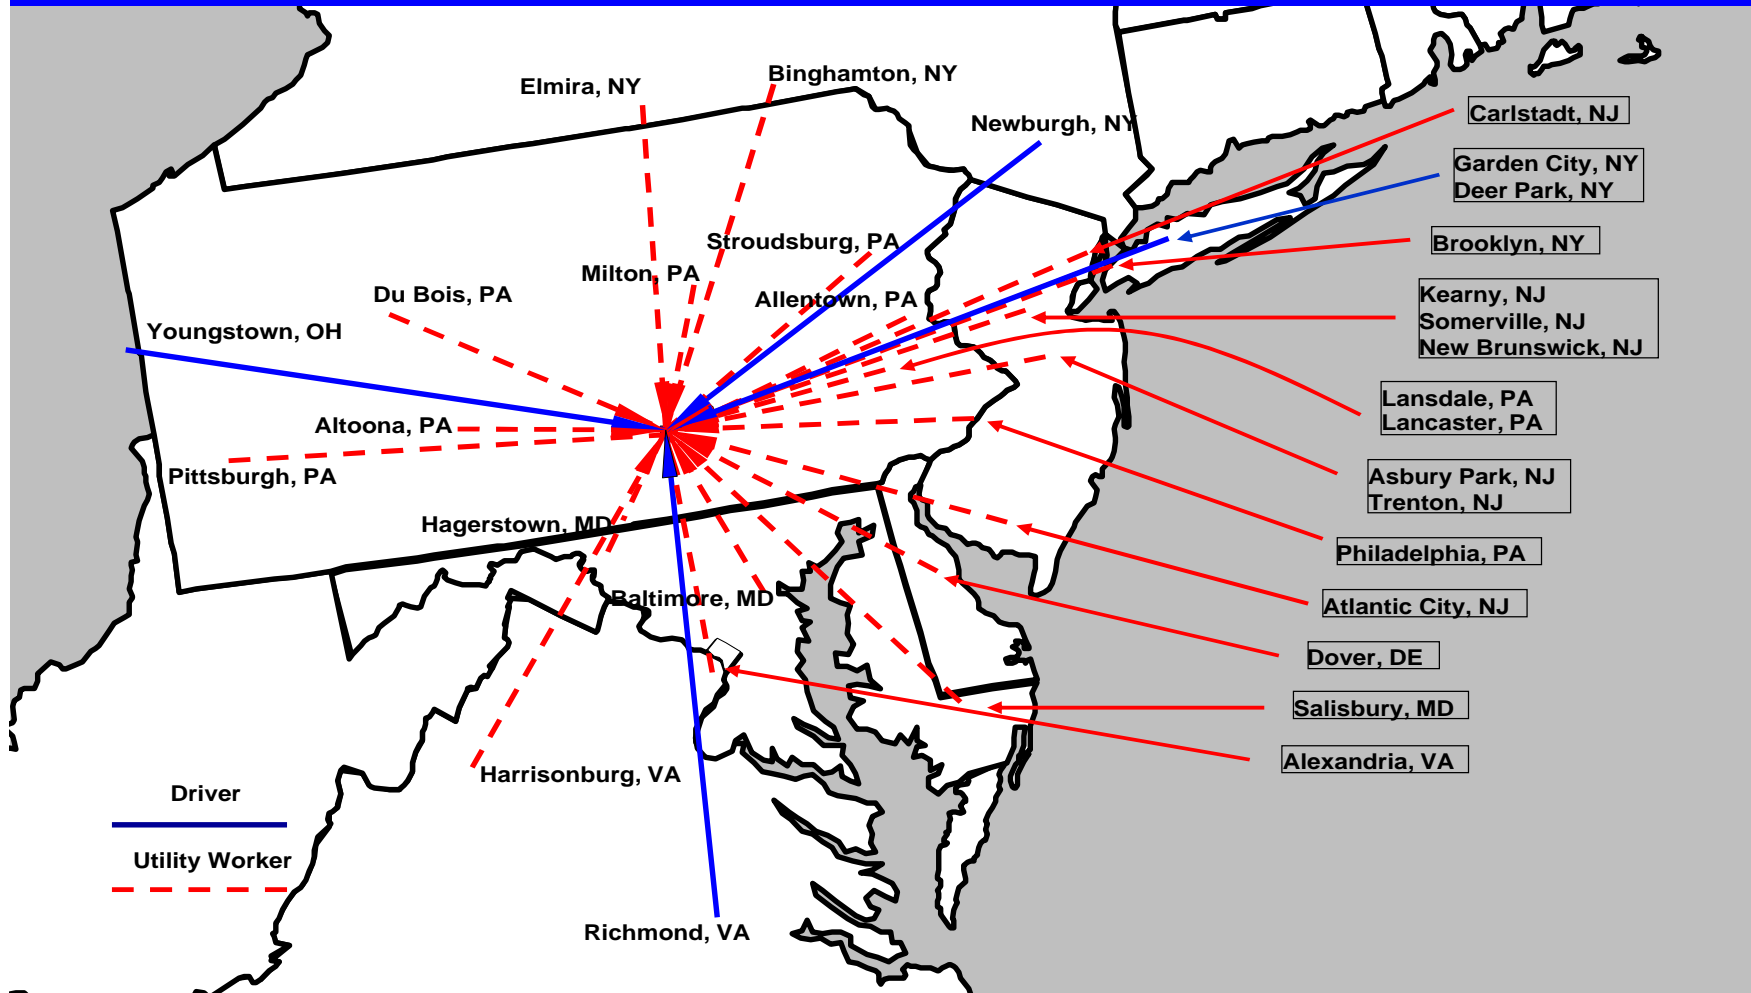 Elmira, NY
Binghamton, NY
Newburgh, NY
Carlstadt, NJ
Garden City, NY
Deer Park, NY
Stroudsburg, PA
Brooklyn, NY
Milton, PA
Du Bois, PA
Allentown, PA
Kearny, NJ
Somerville, NJ
New Brunswick, NJ
Youngstown, OH
Lansdale, PA
Lancaster, PA
Altoona, PA
Pittsburgh, PA
Asbury Park, NJ
Trenton, NJ
Hagerstown, MD
Philadelphia, PA
Baltimore, MD
Atlantic City, NJ
Dover, DE
Salisbury, MD
Alexandria, VA
Harrisonburg, VA
Driver
Utility Worker
Richmond, VA